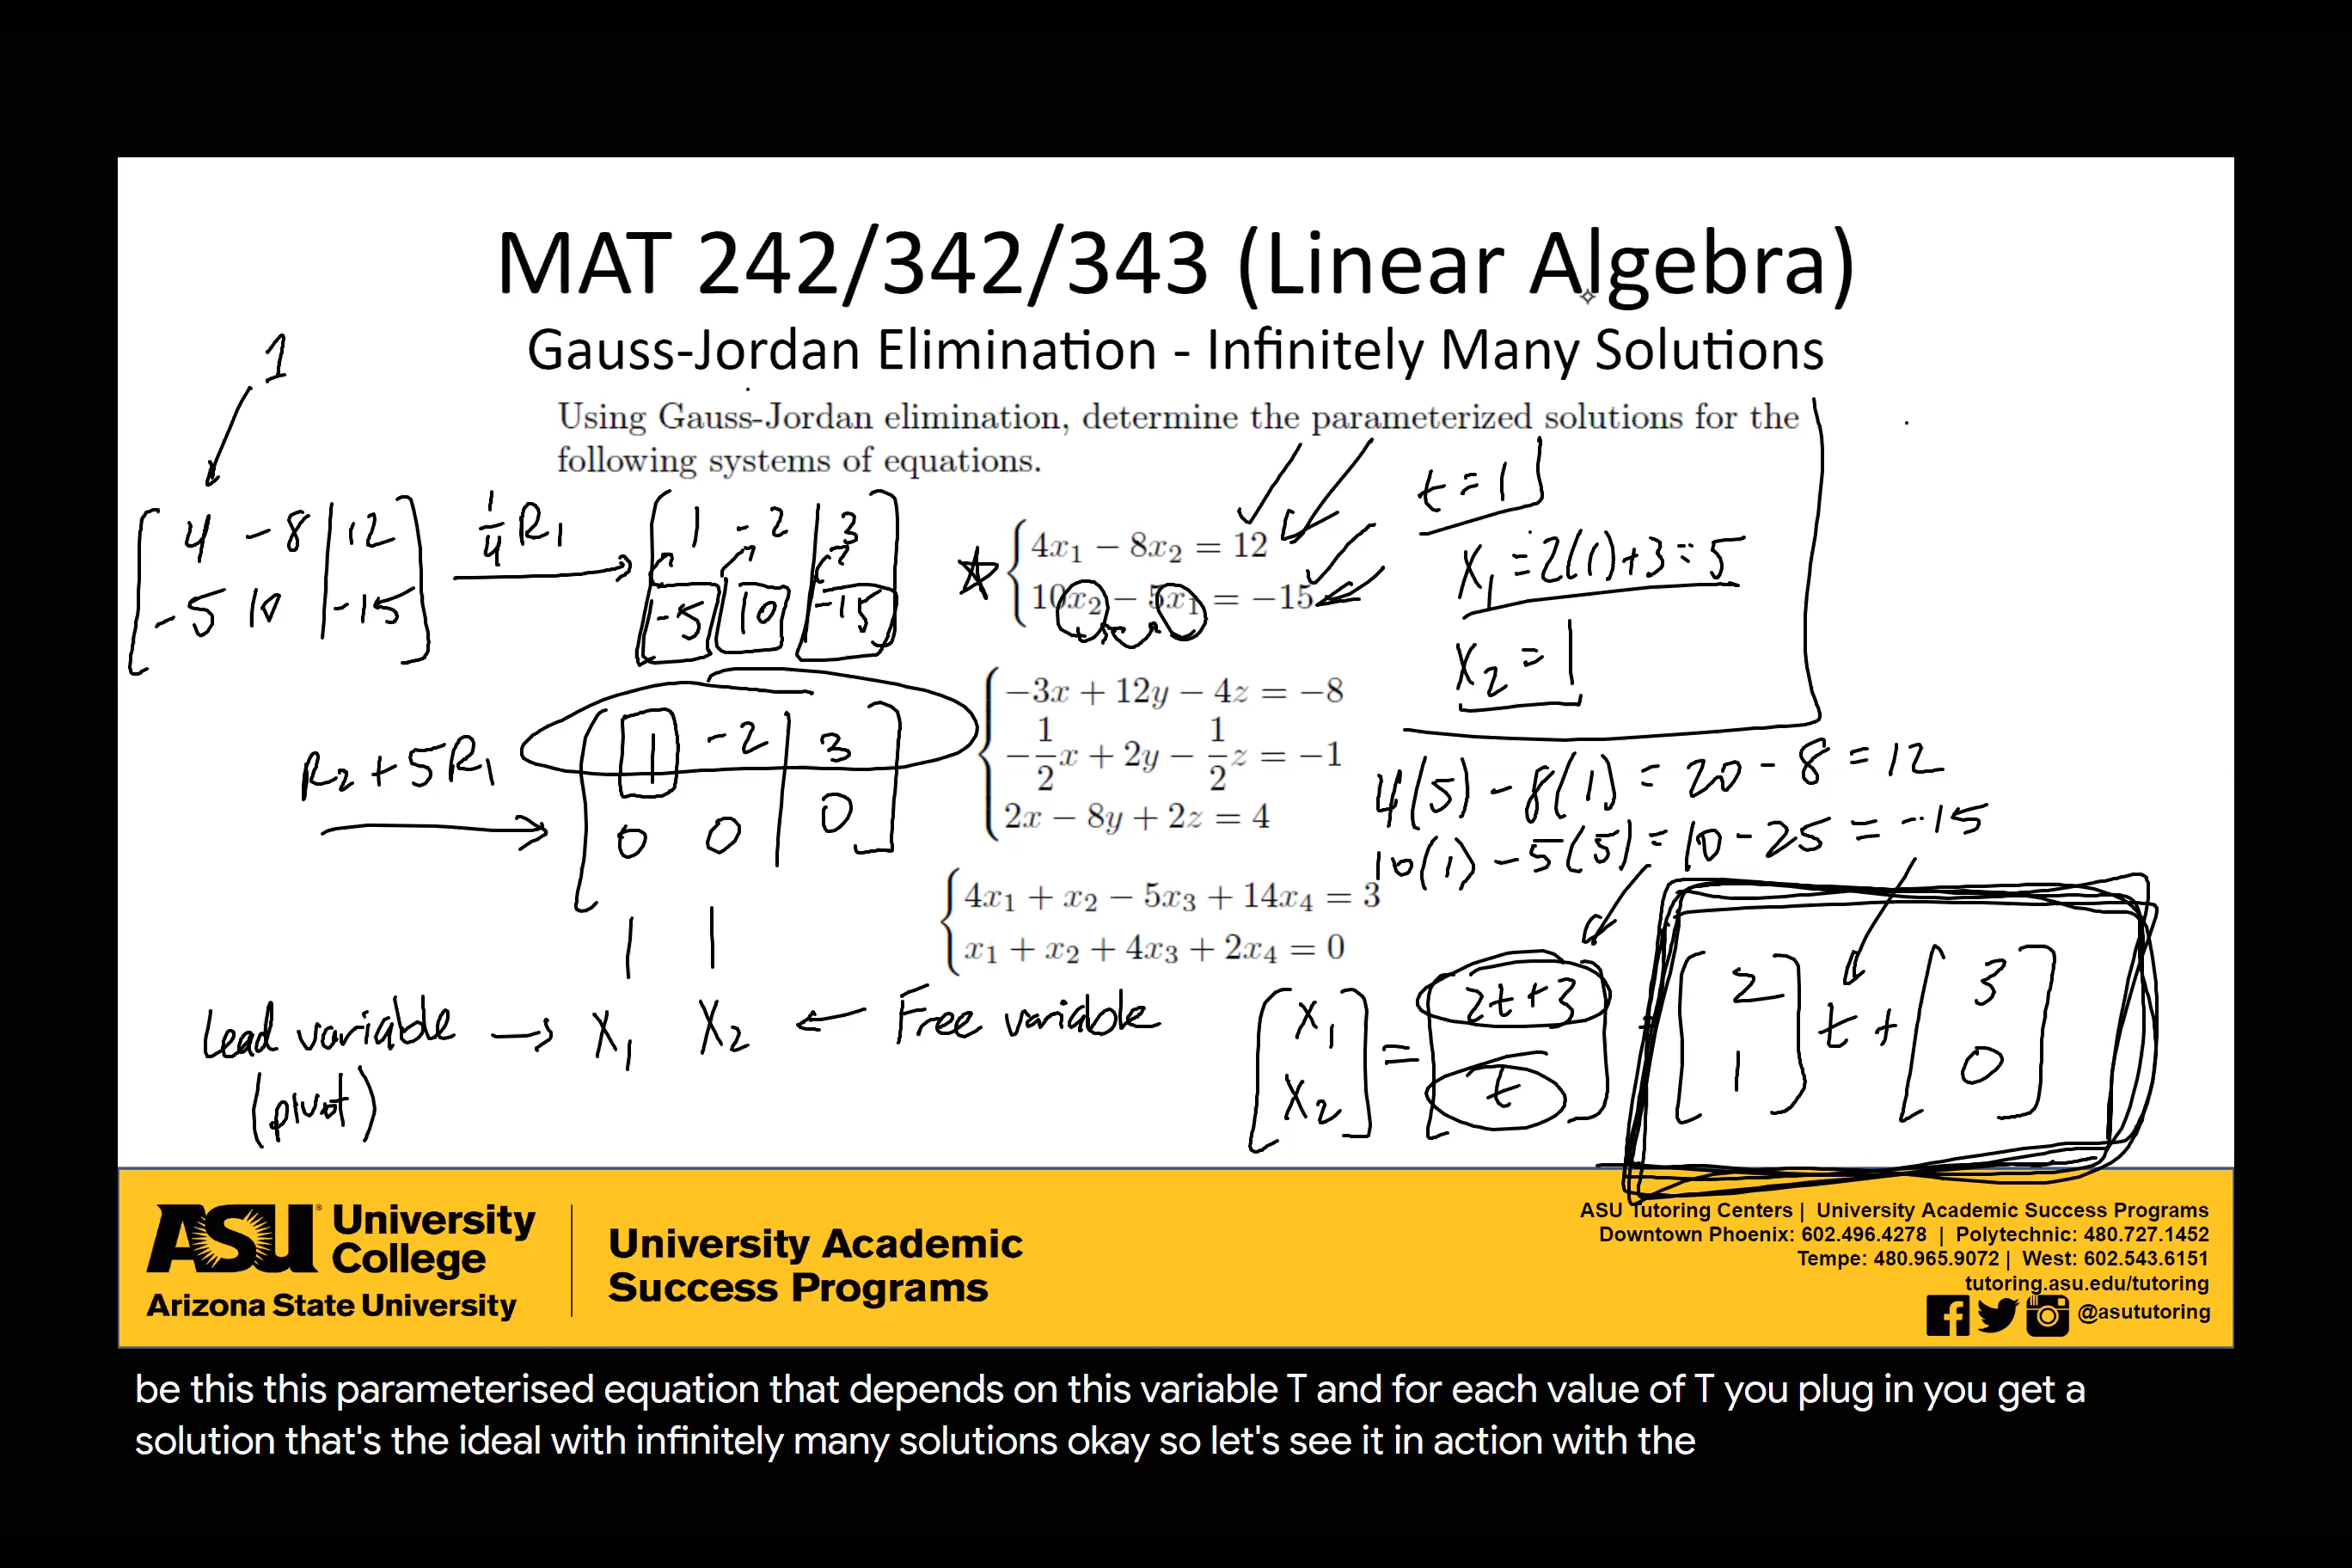 MAT 242/342/343 (Linear Algebra)
Gauss-Jordan Elimination - Infinitely Many Solutions
Using Gauss-Jordan elimination, determine the parameterized solutions for the
following systems of equations.
1
[4 -8 | 12]
[-5 10 | -15]
1/4 R1
[1 -2 | 3]
[-5 10 | -15]
4x₁ − 8x₂ = 12
10x₂ − 5x₁ = −15
t = 1
x₁ = 2(1)+3 = 5
x₂ = 1
R2 + 5R1
[1 -2 | 3]
[0 0 | 0]
−3x + 12y − 4z = −8
−1/2x + 2y − 1/2z = −1
2x − 8y + 2z = 4
4(5) - 8(1) = 20 - 8 = 12
10(1) - 5(5) = 10 - 25 = -15
4x₁ + x₂ − 5x₃ + 14x₄ = 3
x₁ + x₂ + 4x₃ + 2x₄ = 0
Lead variable → x₁ x₂ ← Free variable
(pivot)
[x₁] = [2t+3] = [2] t + [3]
[x₂] [t] [1] [0]
ASU University College
Arizona State University
University Academic
Success Programs
ASU Tutoring Centers | University Academic Success Programs
Downtown Phoenix: 602.496.4278 | Polytechnic: 480.727.1452
Tempe: 480.965.9072 | West: 602.543.6151
tutoring.asu.edu/tutoring
@asututoring
be this this parameterised equation that depends on this variable T and for each value of T you plug in you get a
solution that's the ideal with infinitely many solutions okay so let's see it in action with the